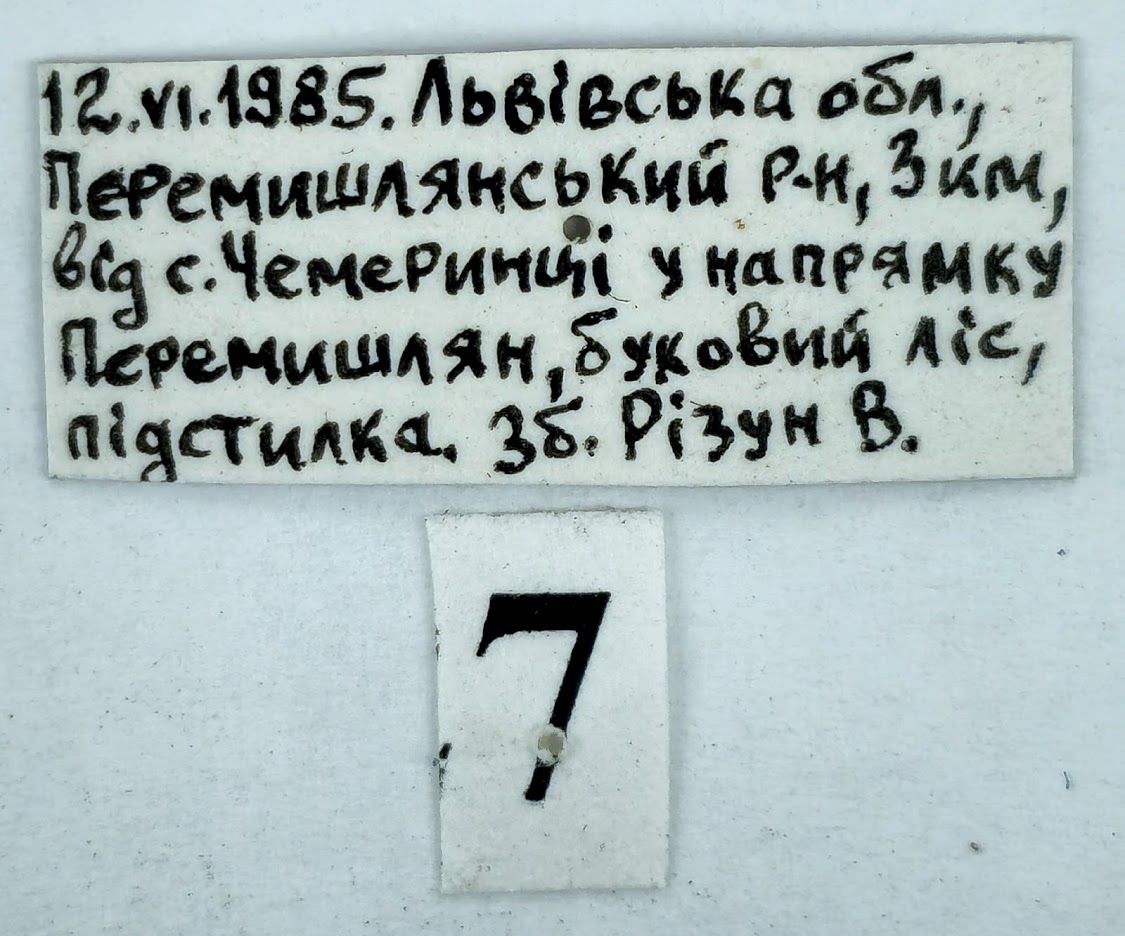 12.VI.1985. Львівська обл.,
Перемишлянський р-н, 3 км,
від с. Чемеринці у напрямку
Перемишлян, буковий ліс,
підстилка. Зб. Різун В.
7